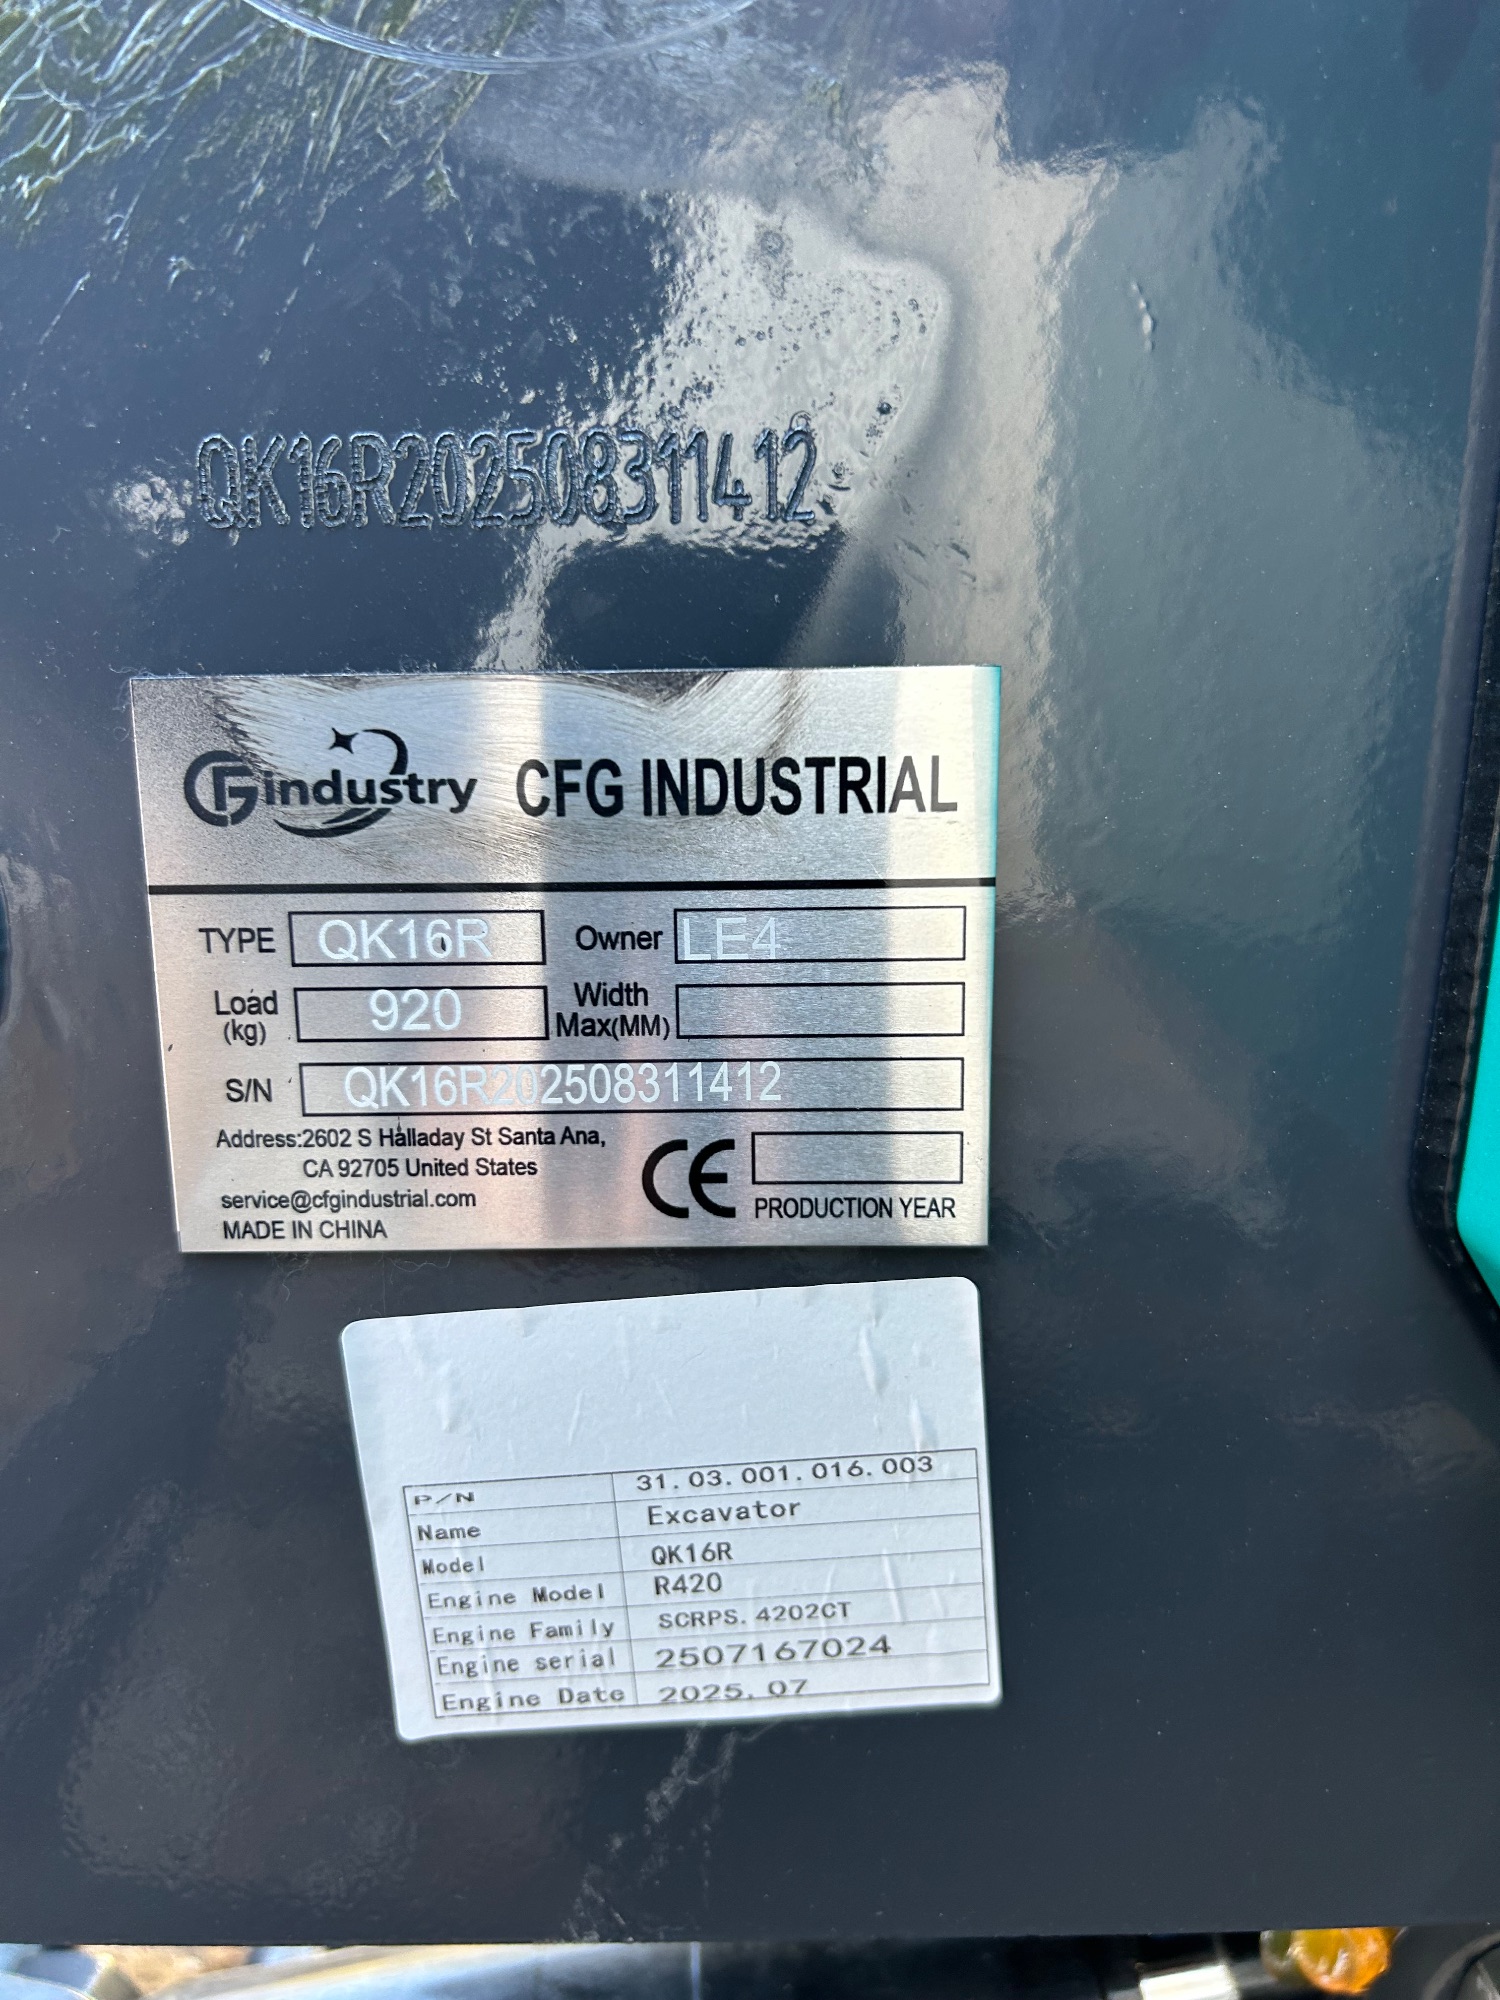 QK16R202508311412
CFG industry CFG INDUSTRIAL
TYPE QK16R Owner LE4
Load (kg) 920 Width Max(MM)
S/N QK16R202508311412
Address:2602 S Halladay St Santa Ana,
CA 92705 United States
service@cfgindustrial.com
MADE IN CHINA
CE PRODUCTION YEAR
P/N 31.03.001.016.003
Name Excavator
Model QK16R
Engine Model R420
Engine Family SCRPS.4202CT
Engine serial 2507167024
Engine Date 2025.07